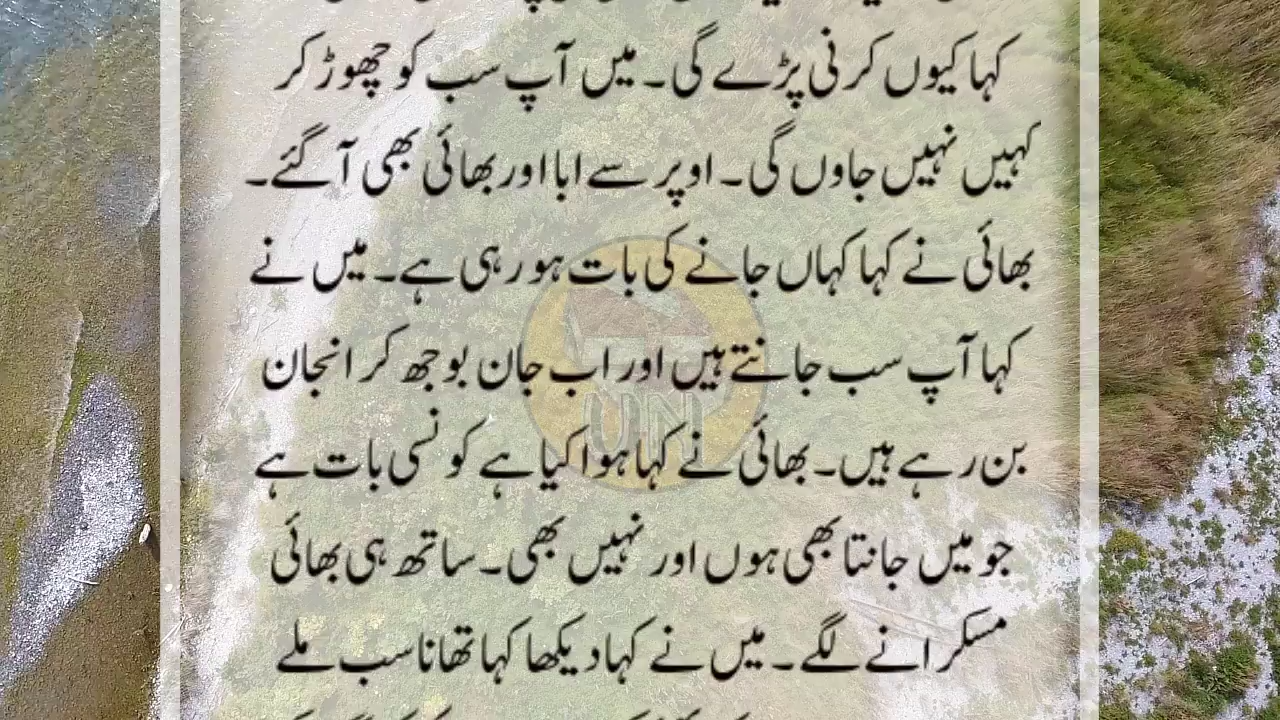 کہا کیوں کرنی پڑے گی۔ میں آپ سب کو چھوڑ کر
کہیں نہیں جاوں گی۔ اوپر سے ابا اور بھائی بھی آ گئے۔
بھائی نے کہا کہاں جانے کی بات ہو رہی ہے۔ میں نے
کہا آپ سب جانتے ہیں اور اب جان بوجھ کر انجان
بن رہے ہیں۔ بھائی نے کہا ہوا کیا ہے کونسی بات ہے
جو میں جانتا بھی ہوں اور نہیں بھی۔ ساتھ ہی بھائی
مسکرانے لگے۔ میں نے کہا دیکھا کہا تھا نا سب ملے
UN